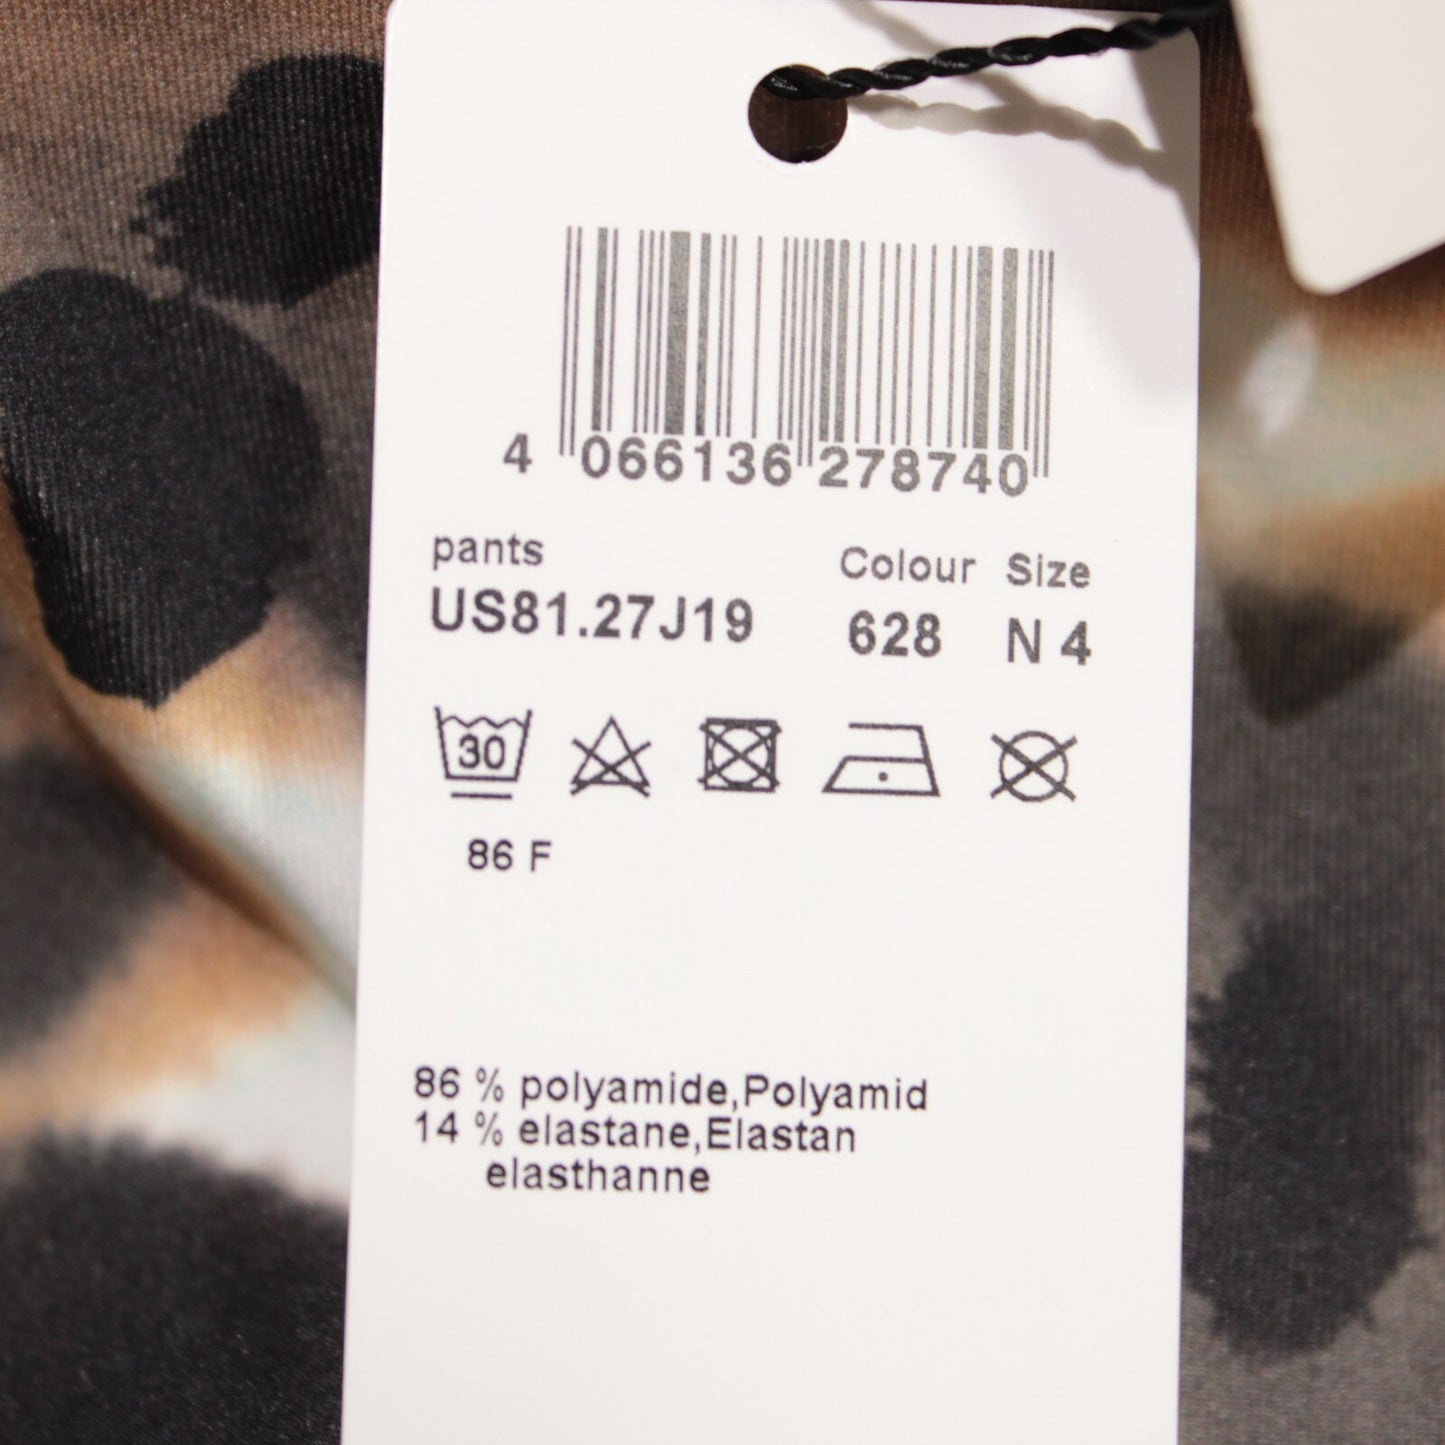 4 066136 278740
pants Colour Size
US81.27J19 628 N 4
30
86 F
86 % polyamide,Polyamid
14 % elastane,Elastan
elasthanne